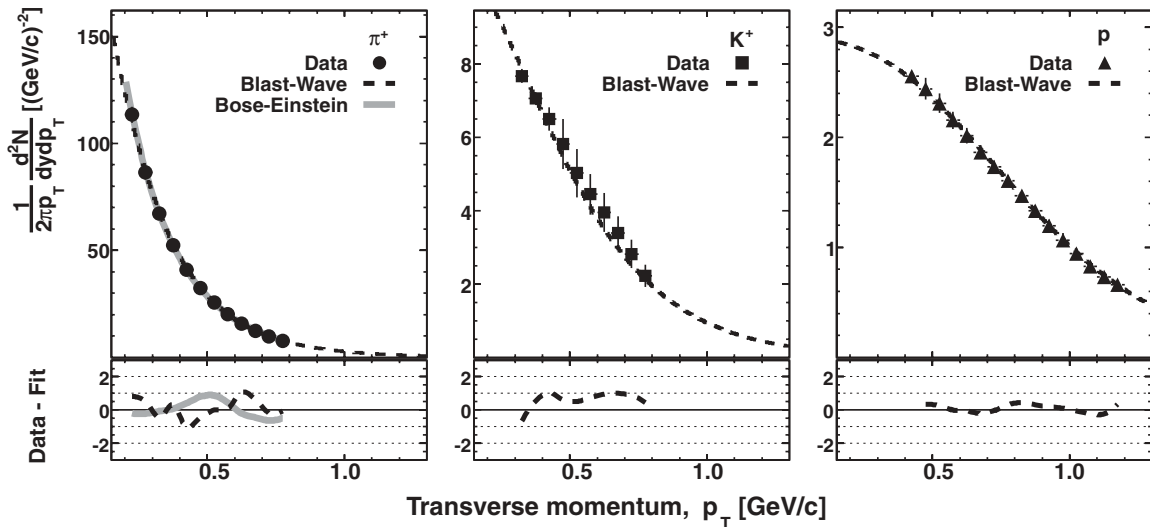 1/(2πp_T) d²N/(dydp_T) [(GeV/c)⁻²]
150
100
50
π⁺
Data
Blast-Wave
Bose-Einstein
8
6
4
2
K⁺
Data
Blast-Wave
3
2
1
p
Data
Blast-Wave
Data - Fit
2
0
-2
2
0
-2
2
0
-2
0.5 1.0
0.5 1.0
0.5 1.0
Transverse momentum, p_T [GeV/c]